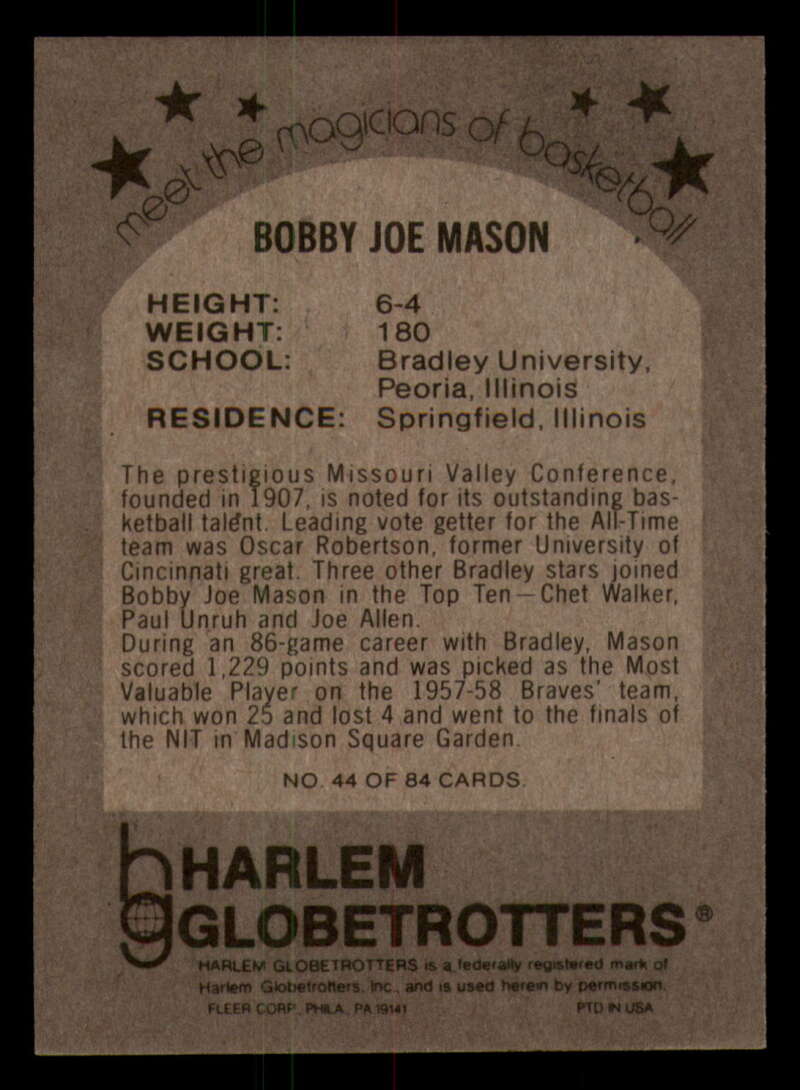 meet the magicians of basketball
BOBBY JOE MASON
HEIGHT: 6-4
WEIGHT: 180
SCHOOL: Bradley University,
Peoria, Illinois
RESIDENCE: Springfield, Illinois
The prestigious Missouri Valley Conference,
founded in 1907, is noted for its outstanding bas-
ketball talent. Leading vote getter for the All-Time
team was Oscar Robertson, former University of
Cincinnati great. Three other Bradley stars joined
Bobby Joe Mason in the Top Ten—Chet Walker,
Paul Unruh and Joe Allen.
During an 86-game career with Bradley, Mason
scored 1,229 points and was picked as the Most
Valuable Player on the 1957-58 Braves' team,
which won 25 and lost 4 and went to the finals of
the NIT in Madison Square Garden.
NO. 44 OF 84 CARDS.
hg HARLEM
GLOBETROTTERS®
HARLEM GLOBETROTTERS is a federally registered mark of
Harlem Globetrotters, Inc., and is used herein by permission.
FLEER CORP. PHILA., PA 19141 PTD IN USA